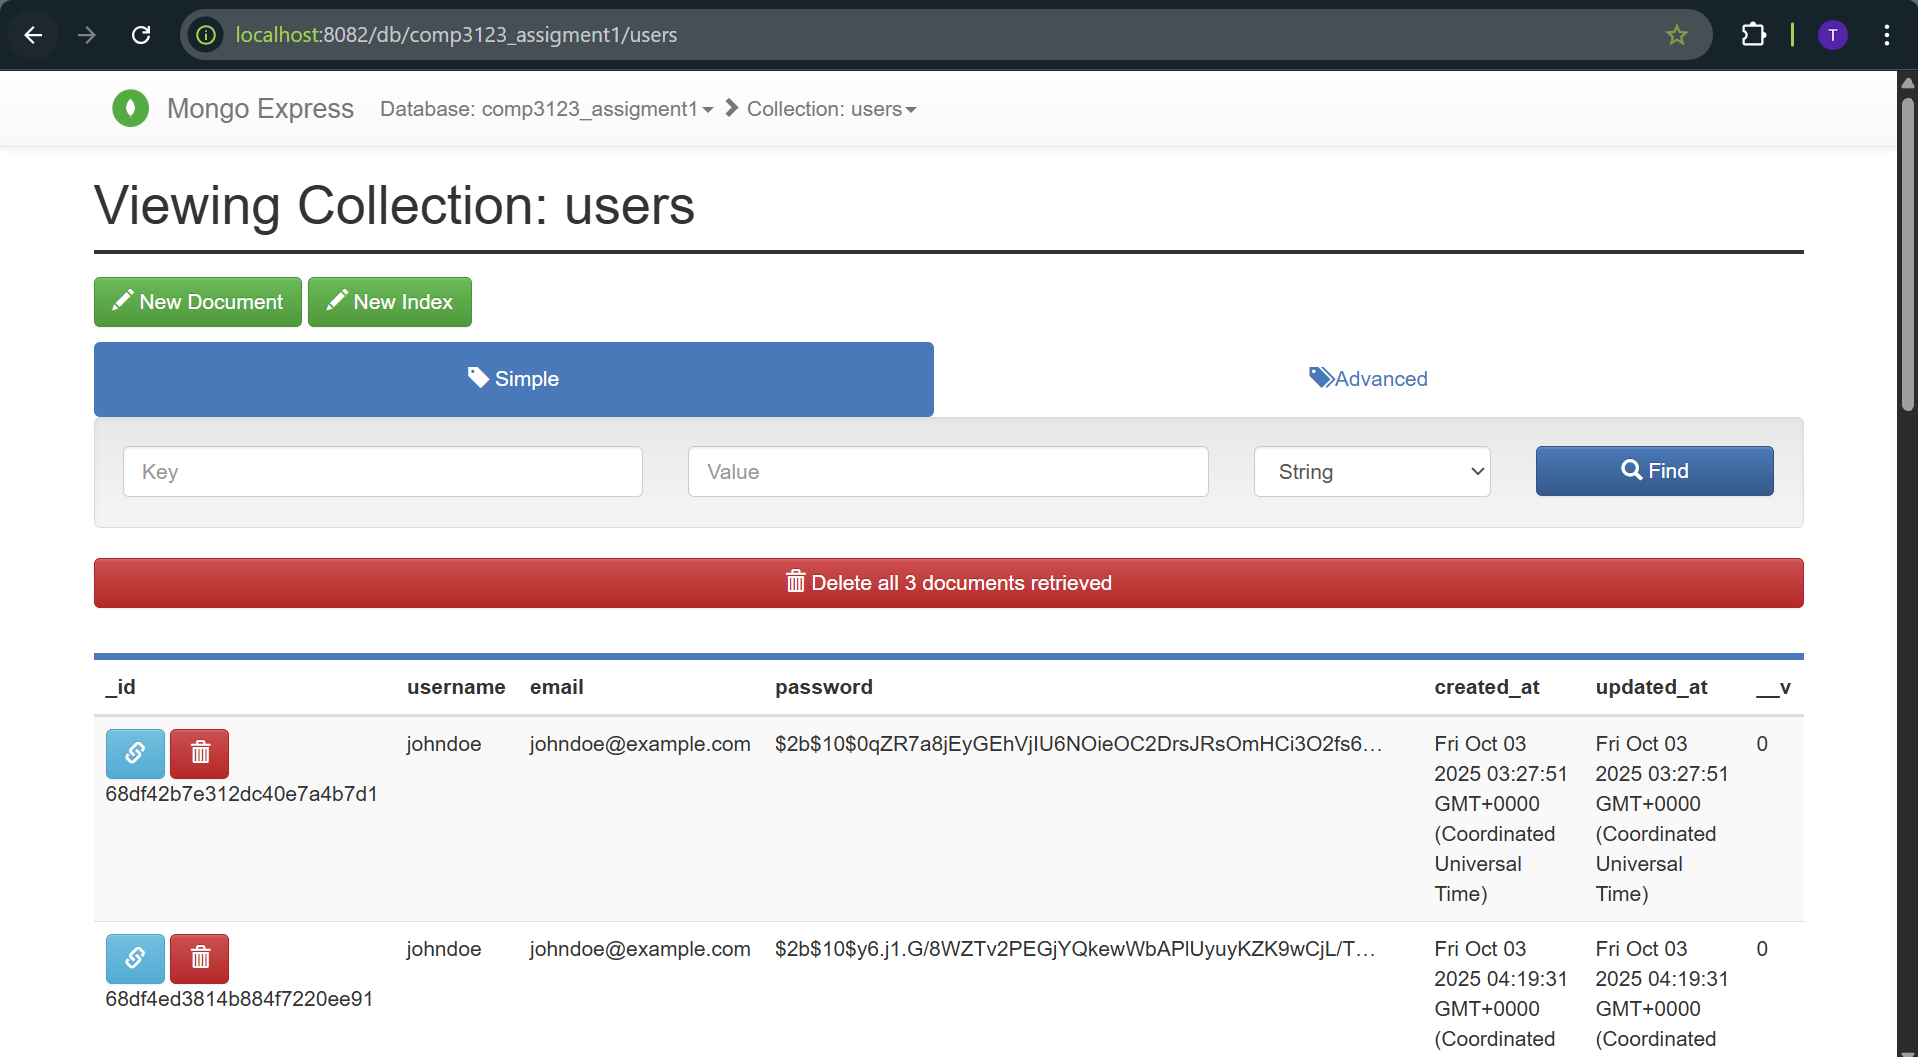 localhost:8082/db/comp3123_assigment1/users
T
Mongo Express Database: comp3123_assigment1 Collection: users
Viewing Collection: users
New Document New Index
Simple Advanced
Key Value String Find
Delete all 3 documents retrieved
_id username email password created_at updated_at __v
johndoe johndoe@example.com $2b$10$0qZR7a8jEyGEhVjIU6NOieOC2DrsJRsOmHCi3O2fs6... Fri Oct 03 Fri Oct 03 0
68df42b7e312dc40e7a4b7d1 2025 03:27:51 2025 03:27:51
GMT+0000 GMT+0000
(Coordinated (Coordinated
Universal Universal
Time) Time)
johndoe johndoe@example.com $2b$10$y6.j1.G/8WZTv2PEGjYQkewWbAPlUyuyKZK9wCjL/T... Fri Oct 03 Fri Oct 03 0
68df4ed3814b884f7220ee91 2025 04:19:31 2025 04:19:31
GMT+0000 GMT+0000
(Coordinated (Coordinated